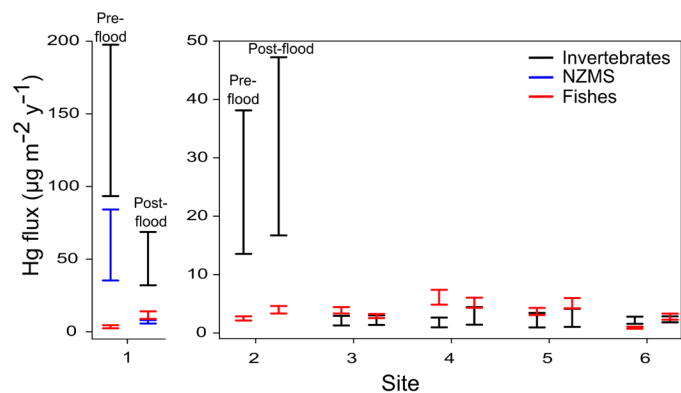 Pre-
flood
Post-
flood
200
150
100
50
0
1
Hg flux (µg m−2 y−1)
Pre-
flood
Post-flood
50
40
30
20
10
0
2 3 4 5 6
Invertebrates
NZMS
Fishes
Site